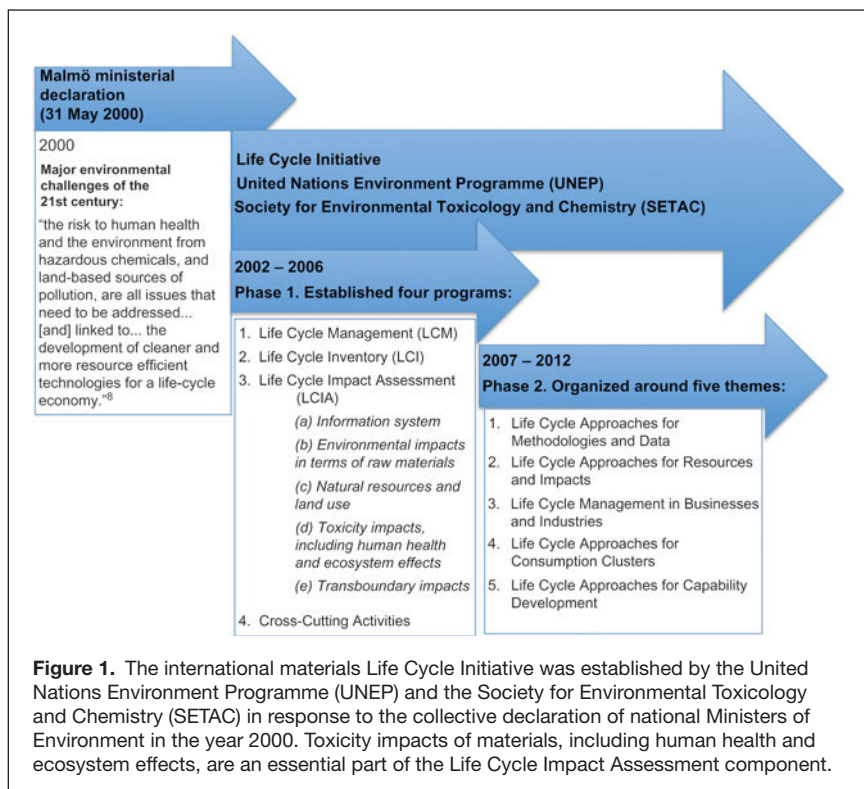 Malmö ministerial
declaration
(31 May 2000)
2000
Major environmental
challenges of the
21st century:
“the risk to human health
and the environment from
hazardous chemicals, and
land-based sources of
pollution, are all issues that
need to be addressed...
[and] linked to... the
development of cleaner and
more resource efficient
technologies for a life-cycle
economy.”8
Life Cycle Initiative
United Nations Environment Programme (UNEP)
Society for Environmental Toxicology and Chemistry (SETAC)
2002 – 2006
Phase 1. Established four programs:
1. Life Cycle Management (LCM)
2. Life Cycle Inventory (LCI)
3. Life Cycle Impact Assessment
(LCIA)
(a) Information system
(b) Environmental impacts
in terms of raw materials
(c) Natural resources and
land use
(d) Toxicity impacts,
including human health
and ecosystem effects
(e) Transboundary impacts
4. Cross-Cutting Activities
2007 – 2012
Phase 2. Organized around five themes:
1. Life Cycle Approaches for
Methodologies and Data
2. Life Cycle Approaches for Resources
and Impacts
3. Life Cycle Management in Businesses
and Industries
4. Life Cycle Approaches for
Consumption Clusters
5. Life Cycle Approaches for Capability
Development
Figure 1. The international materials Life Cycle Initiative was established by the United
Nations Environment Programme (UNEP) and the Society for Environmental Toxicology
and Chemistry (SETAC) in response to the collective declaration of national Ministers of
Environment in the year 2000. Toxicity impacts of materials, including human health and
ecosystem effects, are an essential part of the Life Cycle Impact Assessment component.